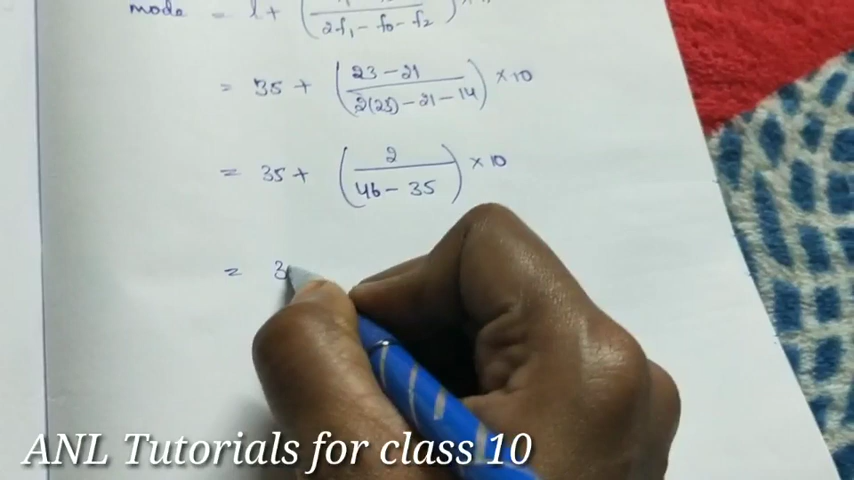 mode = l + ( / 2f₁ - f₀ - f₂ ) ×
= 35 + (23 - 21 / 2(23) - 21 - 14) × 10
= 35 + (2 / 46 - 35) × 10
= 3
ANL Tutorials for class 10